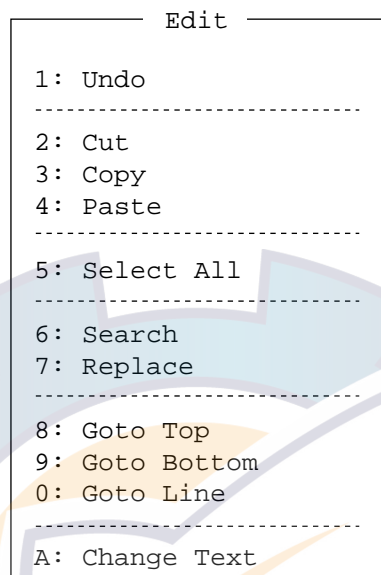 Edit
1: Undo
2: Cut
3: Copy
4: Paste
5: Select All
6: Search
7: Replace
8: Goto Top
9: Goto Bottom
0: Goto Line
A: Change Text